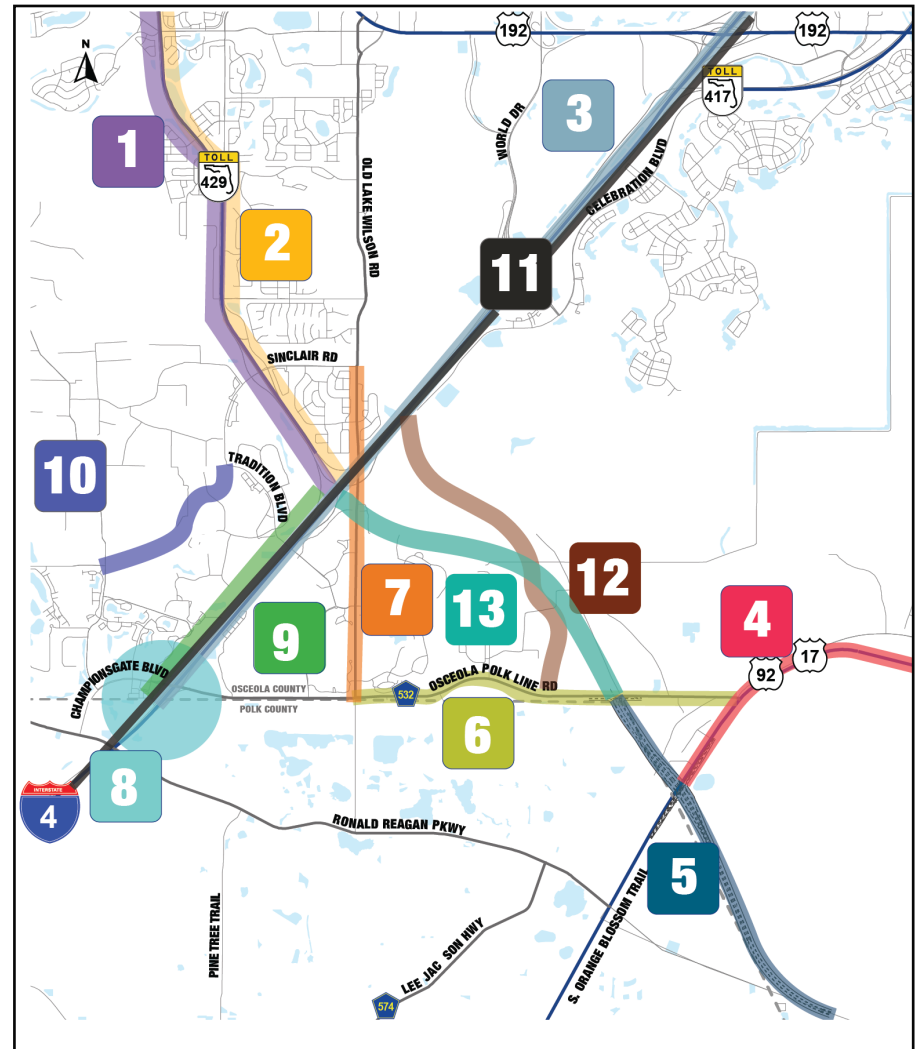 192
192
N
TOLL
417
3
WORLD DR
1
CELEBRATION BLVD
TOLL
429
OLD LAKE WILSON RD
2
11
SINCLAIR RD
10
TRADITION BLVD
12
7
13
4
9
17
92
CHAMPIONSGATE BLVD
OSCEOLA COUNTY
POLK COUNTY
532
OSCEOLA POLK LINE RD
6
8
INTERSTATE
4
RONALD REAGAN PKWY
5
S. ORANGE BLOSSOM TRAIL
PINE TREE TRAIL
LEE JAC SON HWY
574